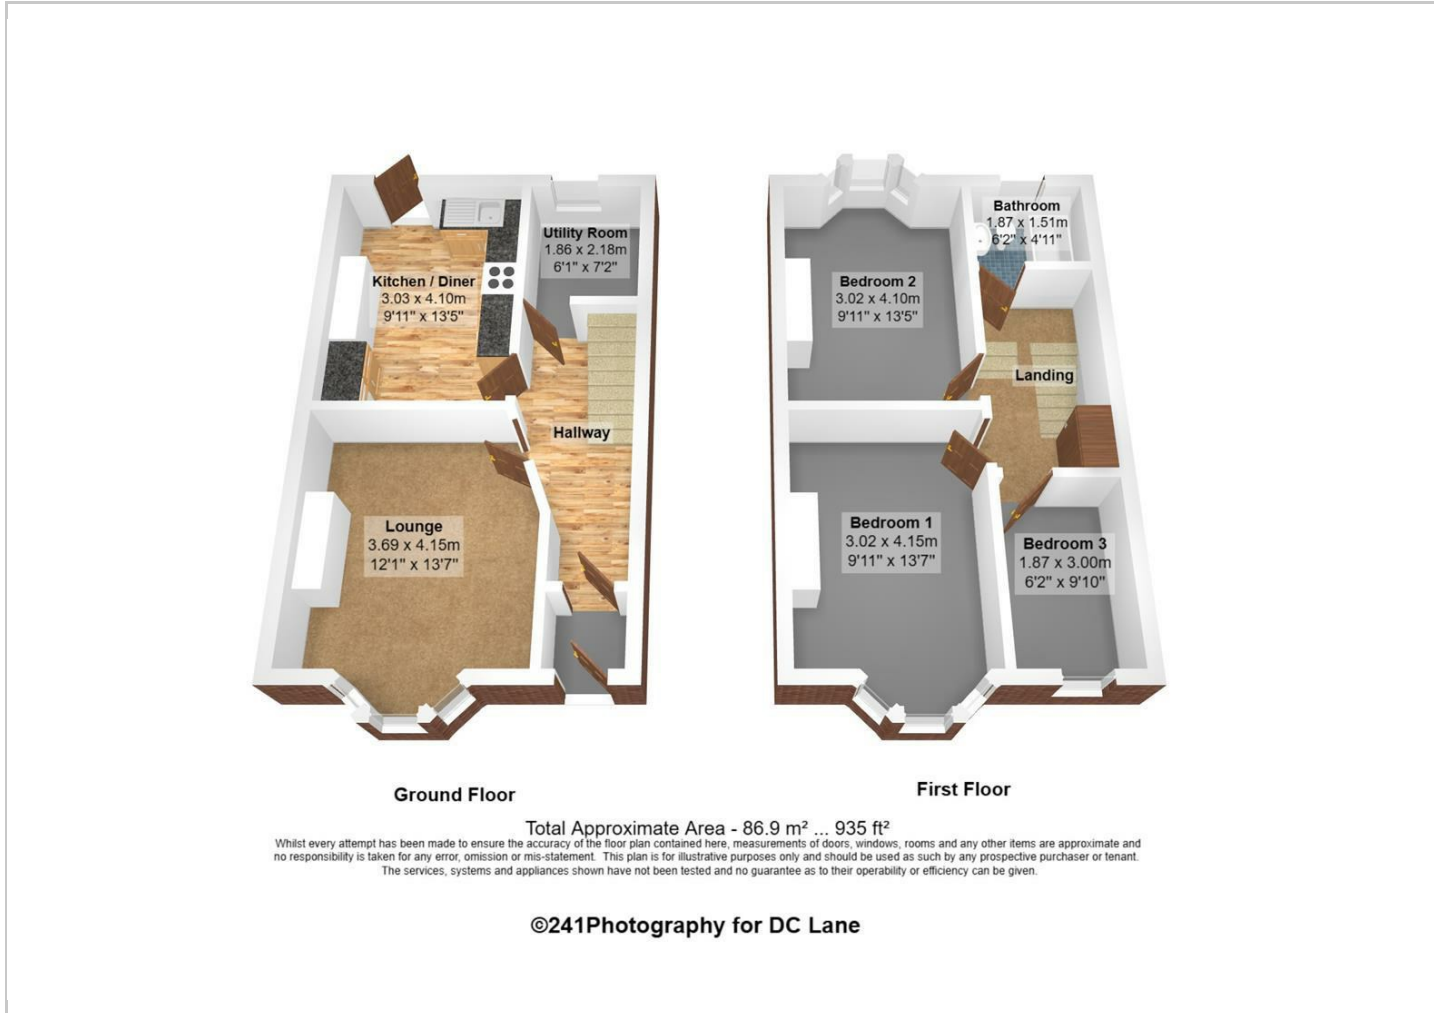 Kitchen / Diner
3.03 x 4.10m
9'11" x 13'5"
Utility Room
1.86 x 2.18m
6'1" x 7'2"
Hallway
Lounge
3.69 x 4.15m
12'1" x 13'7"
Ground Floor
Bedroom 2
3.02 x 4.10m
9'11" x 13'5"
Bathroom
1.87 x 1.51m
6'2" x 4'11"
Landing
Bedroom 1
3.02 x 4.15m
9'11" x 13'7"
Bedroom 3
1.87 x 3.00m
6'2" x 9'10"
First Floor
Total Approximate Area - 86.9 m² ... 935 ft²
Whilst every attempt has been made to ensure the accuracy of the floor plan contained here, measurements of doors, windows, rooms and any other items are approximate and
no responsibility is taken for any error, omission or mis-statement. This plan is for illustrative purposes only and should be used as such by any prospective purchaser or tenant.
The services, systems and appliances shown have not been tested and no guarantee as to their operability or efficiency can be given.
©241Photography for DC Lane